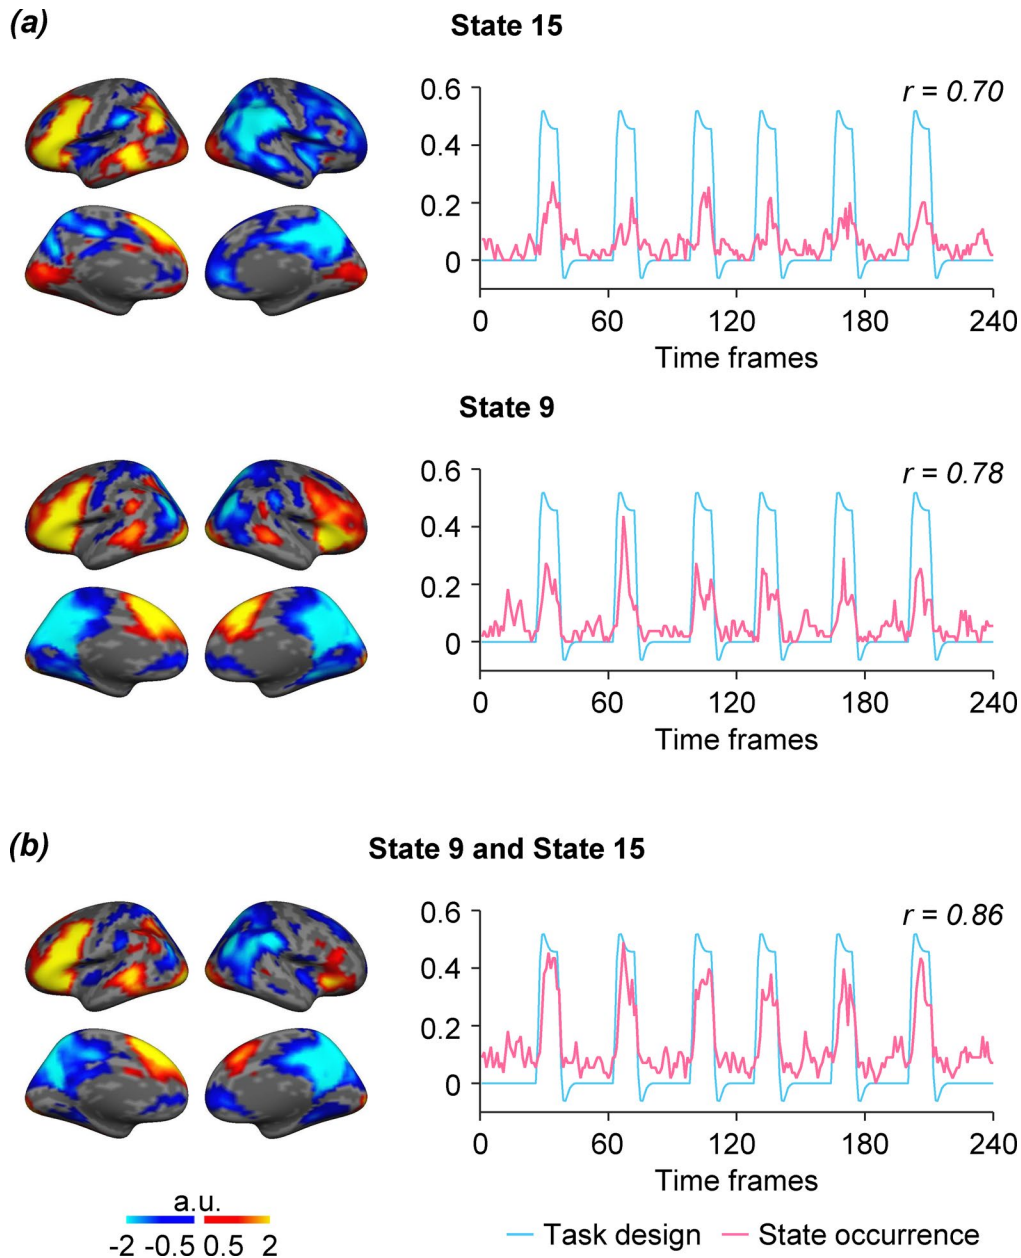 (a)
State 15
r = 0.70
0.6
0.4
0.2
0
0 60 120 180 240
Time frames
State 9
r = 0.78
0.6
0.4
0.2
0
0 60 120 180 240
Time frames
(b)
State 9 and State 15
r = 0.86
0.6
0.4
0.2
0
0 60 120 180 240
Time frames
a.u.
-2 -0.5 0.5 2
Task design State occurrence